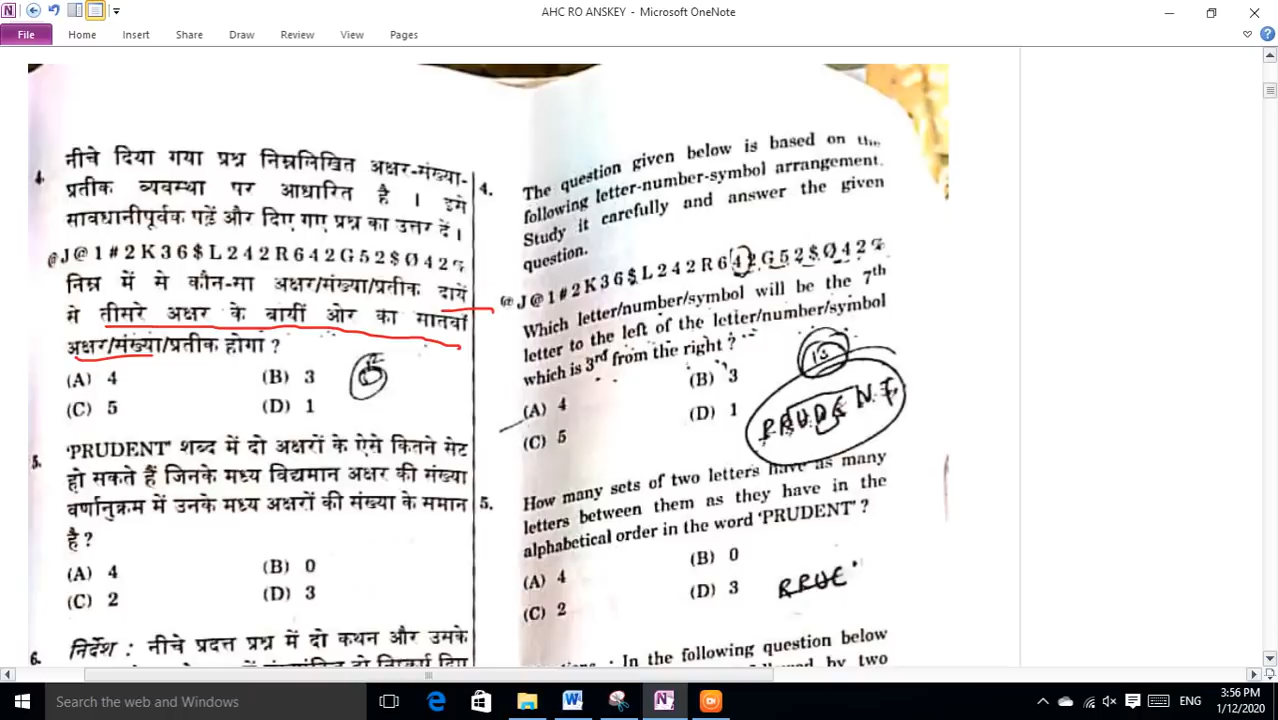 AHC RO ANSKEY - Microsoft OneNote
File Home Insert Share Draw Review View Pages
4. नीचे दिया गया प्रश्न निम्नलिखित अक्षर-संख्या-
प्रतीक व्यवस्था पर आधारित है । इसे
सावधानीपूर्वक पढ़ें और दिए गए प्रश्न का उत्तर दें।
@J@1#2K36$L242R642G52$Ø42%
निम्न में से कौन-सा अक्षर/संख्या/प्रतीक दायें
से तीसरे अक्षर के बायीं ओर का सातवाँ
अक्षर/संख्या/प्रतीक होगा ?
(A) 4 (B) 3
(C) 5 (D) 1
5. 'PRUDENT' शब्द में दो अक्षरों के ऐसे कितने सेट
हो सकते हैं जिनके मध्य विद्यमान अक्षर की संख्या
वर्णानुक्रम में उनके मध्य अक्षरों की संख्या के समान
है ?
(A) 4 (B) 0
(C) 2 (D) 3
6. निर्देश : नीचे प्रदत्त प्रश्न में दो कथन और उसके
4. The question given below is based on the
following letter-number-symbol arrangement.
Study it carefully and answer the given
question.
@J@1#2K36$L242R642G52$Ø42%
Which letter/number/symbol will be the 7th
letter to the left of the letter/number/symbol
which is 3rd from the right ?
(A) 4 (B) 3
(C) 5 (D) 1
PRUDENT
5. How many sets of two letters have as many
letters between them as they have in the
alphabetical order in the word 'PRUDENT' ?
(A) 4 (B) 0
(C) 2 (D) 3
: In the following question below
by two
Search the web and Windows
ENG
3:56 PM
1/12/2020